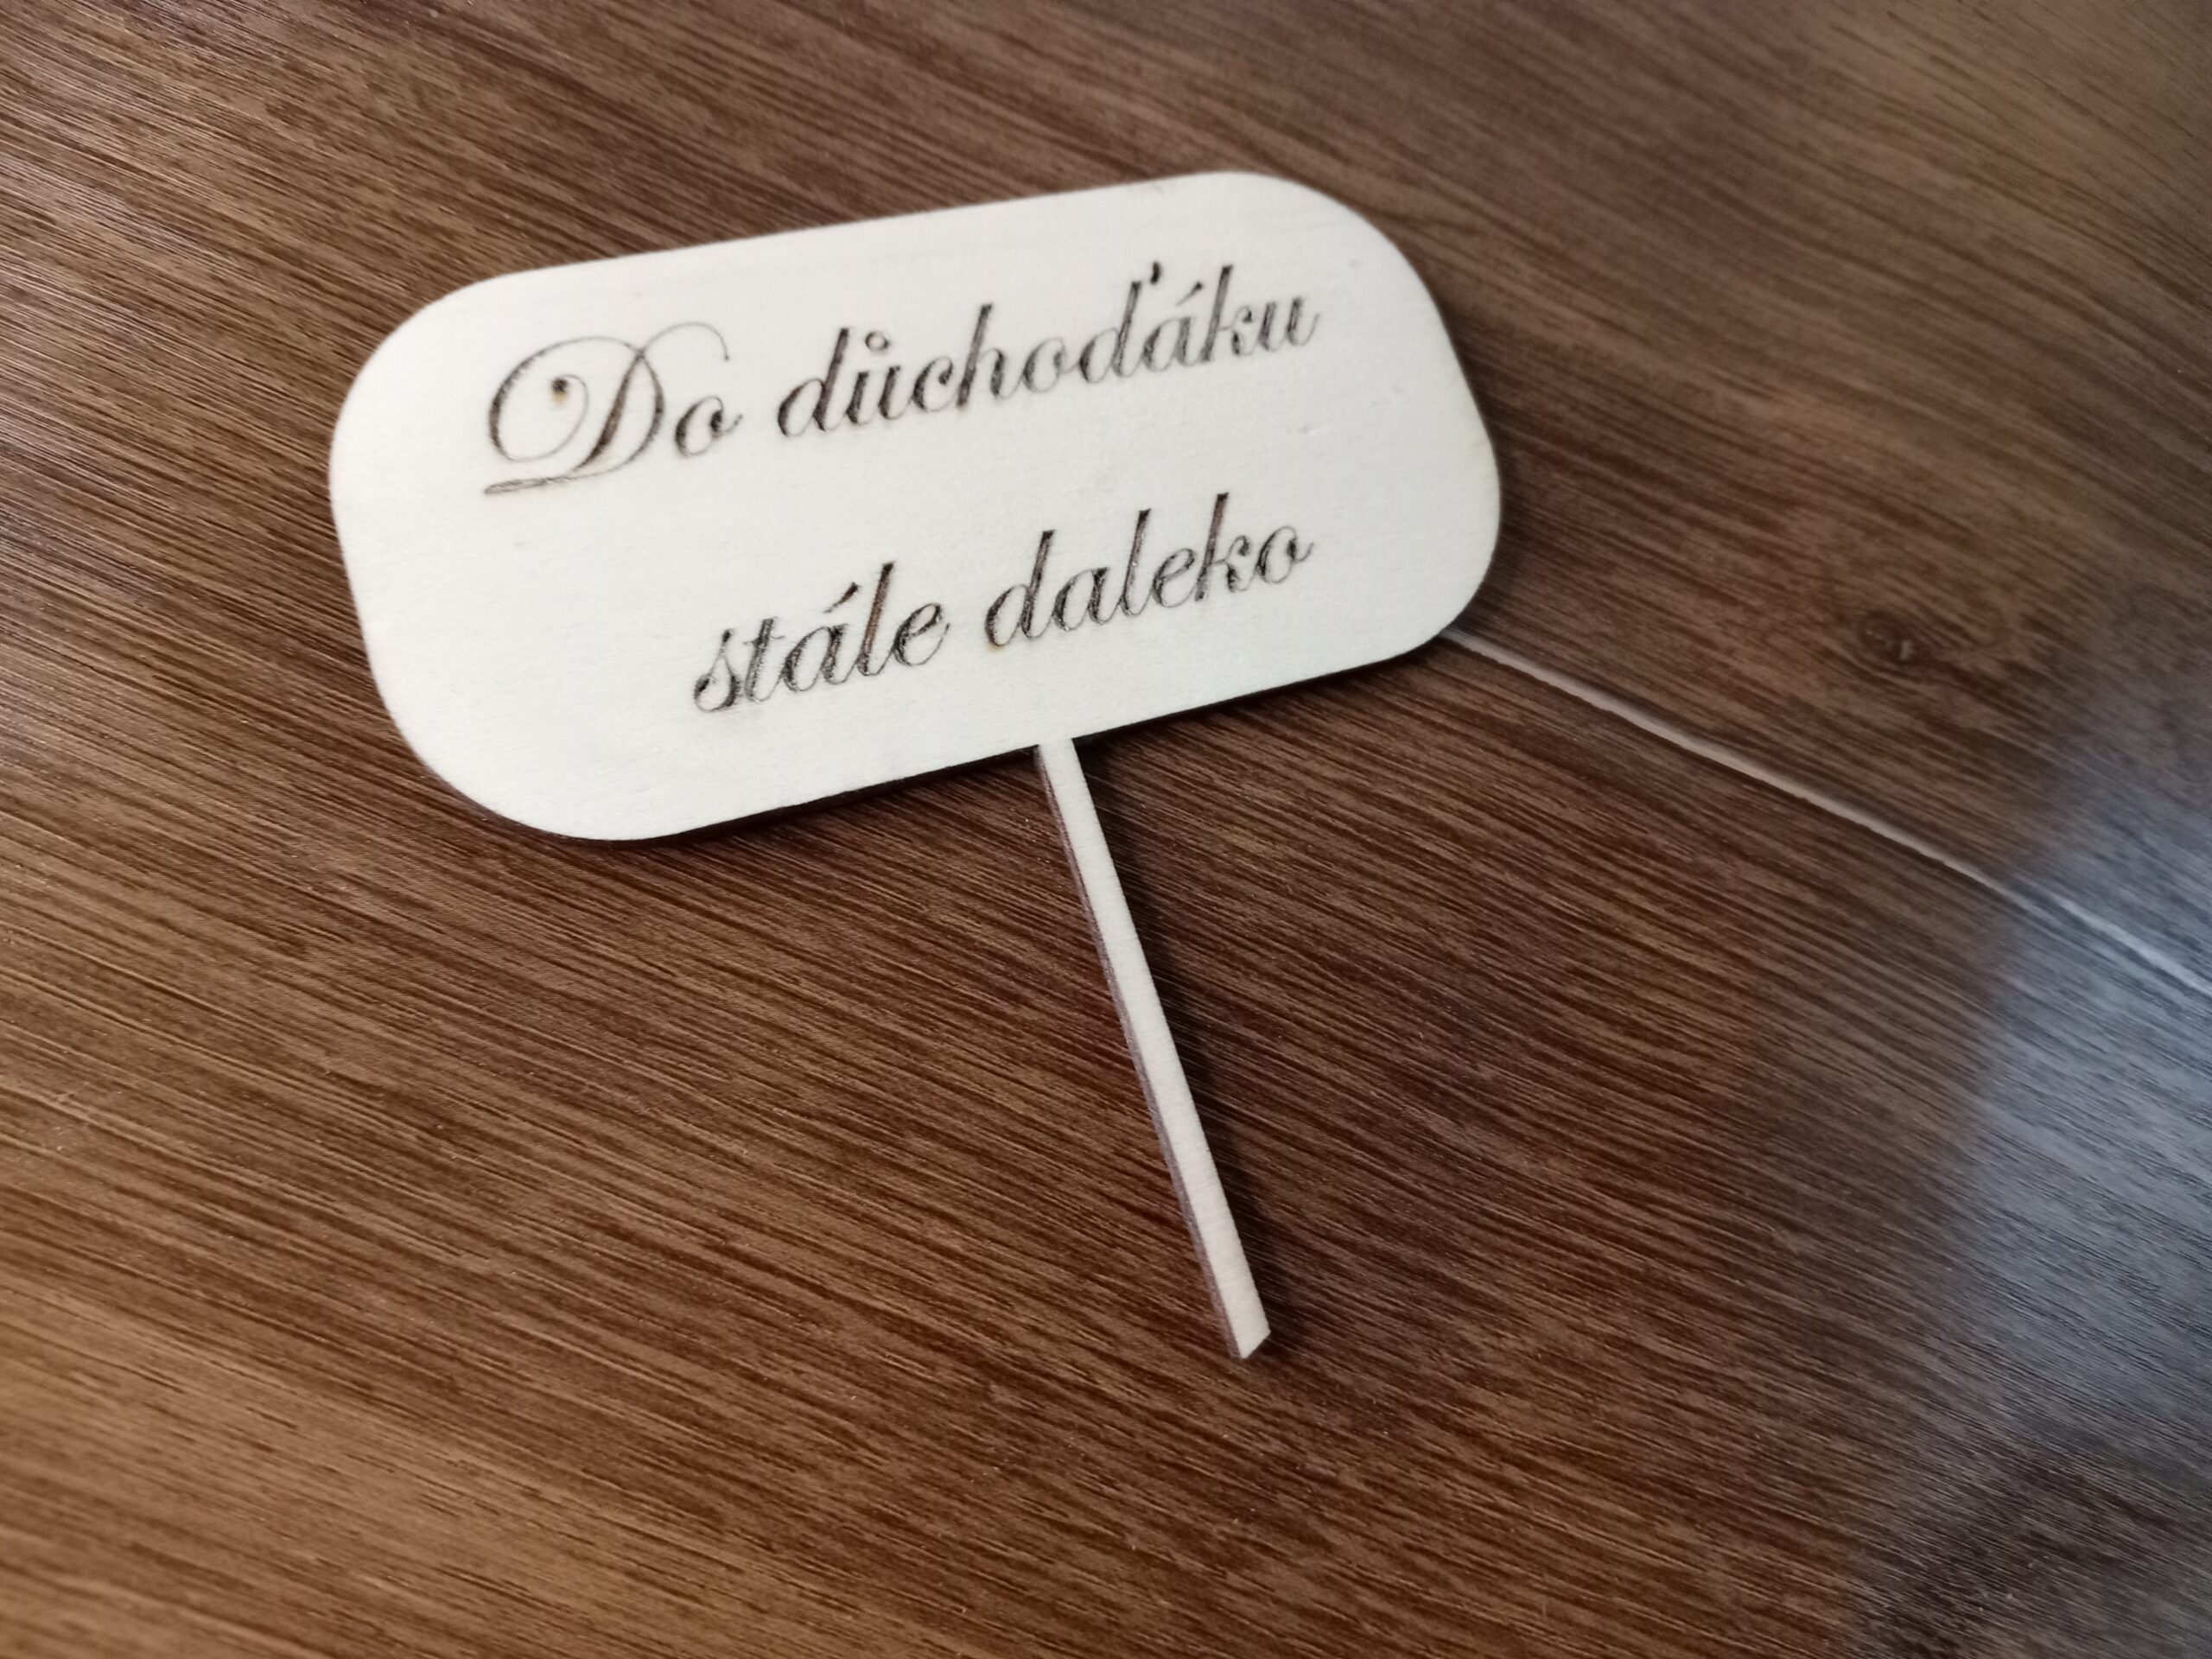 Do důchoďáku
stále daleko